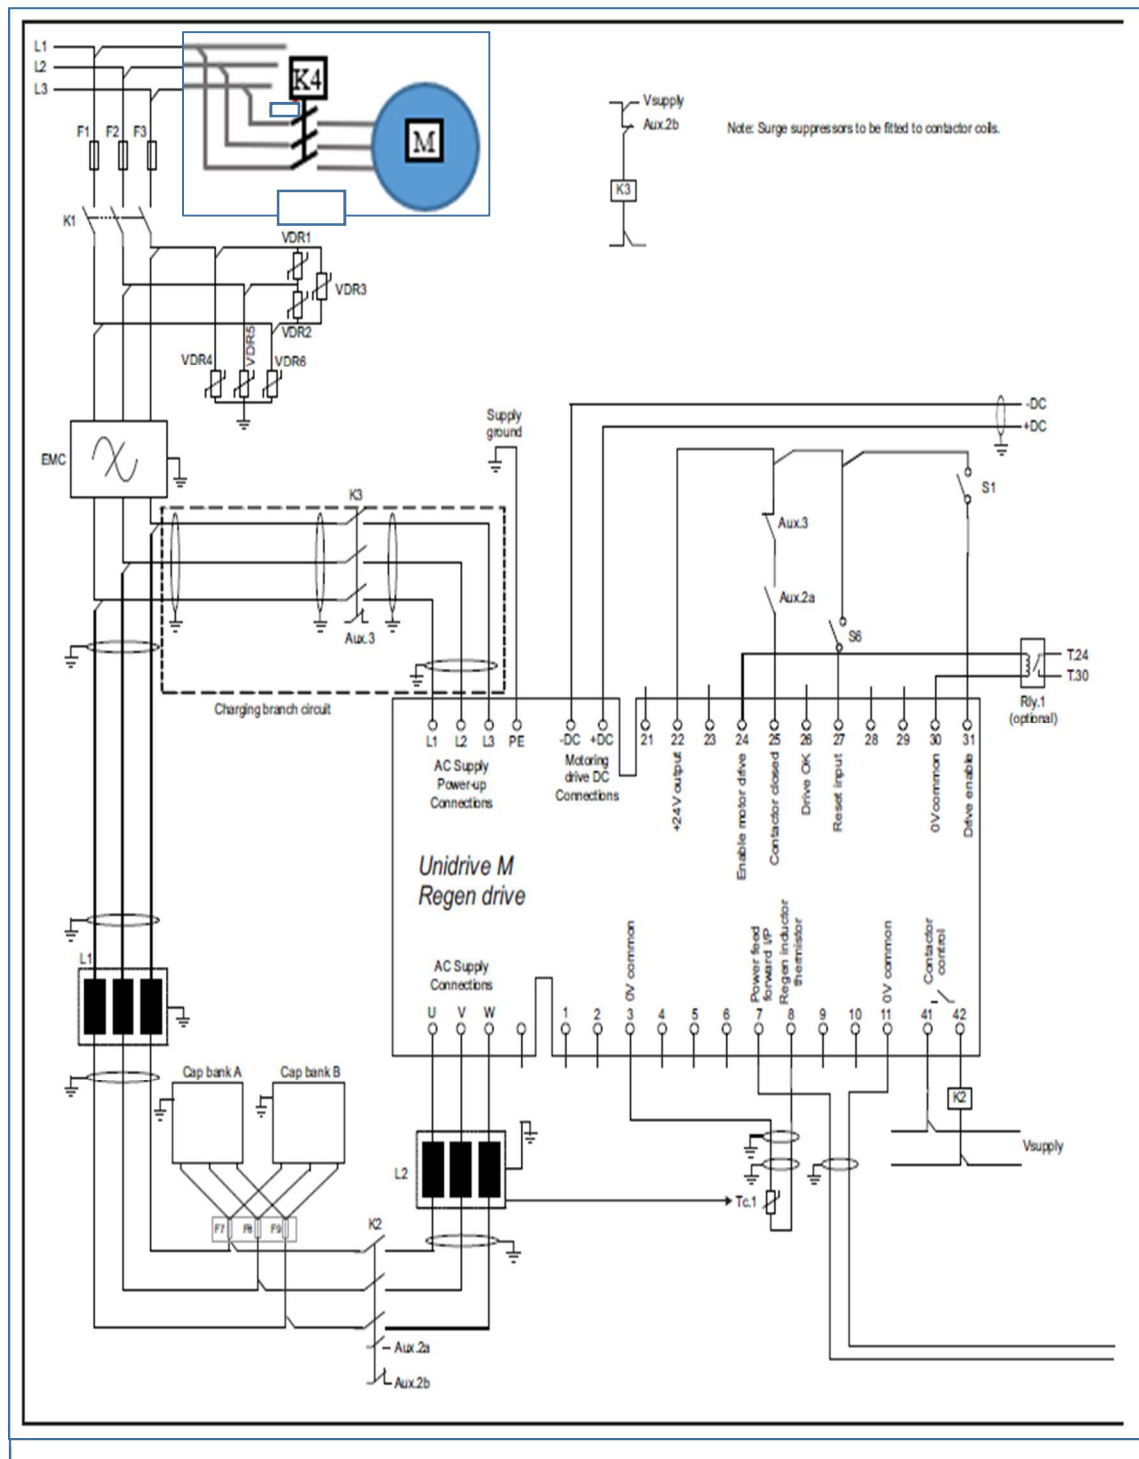 L1
L2
L3
K4
M
F1 F2 F3
K1
Vsupply
Aux.2b
K3
Note: Surge suppressors to be fitted to contactor coils.
VDR1
VDR3
VDR2
VDR4
VDR5
VDR6
EMC
Supply
ground
-DC
+DC
K3
S1
Aux.3
Aux.2a
S6
Aux.3
T.24
T.30
Rly.1
(optional)
Charging branch circuit
L1 L2 L3 PE
-DC +DC
21 22 23 24 25 26 27 28 29 30 31
AC Supply
Power-up
Connections
Motoring
drive DC
Connections
+24V output
Enable motor drive
Contactor closed
Drive OK
Reset input
0V common
Drive enable
Unidrive M
Regen drive
AC Supply
Connections
0V common
Power feed
forward I/P
Regen inductor
thermistor
0V common
Contactor
control
U V W
1 2 3 4 5 6 7 8 9 10 11 41 42
L1
Cap bank A
Cap bank B
K2
Vsupply
L2
Tc.1
F7 F8 F9
K2
Aux.2a
Aux.2b